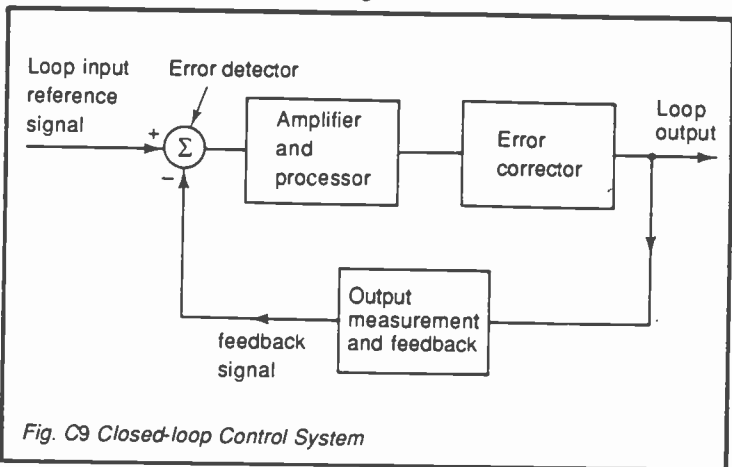 Loop input
reference
signal
Error detector
+
Σ
−
Amplifier
and
processor
Error
corrector
Loop
output
Output
measurement
and feedback
feedback
signal
Fig. C9 Closed-loop Control System